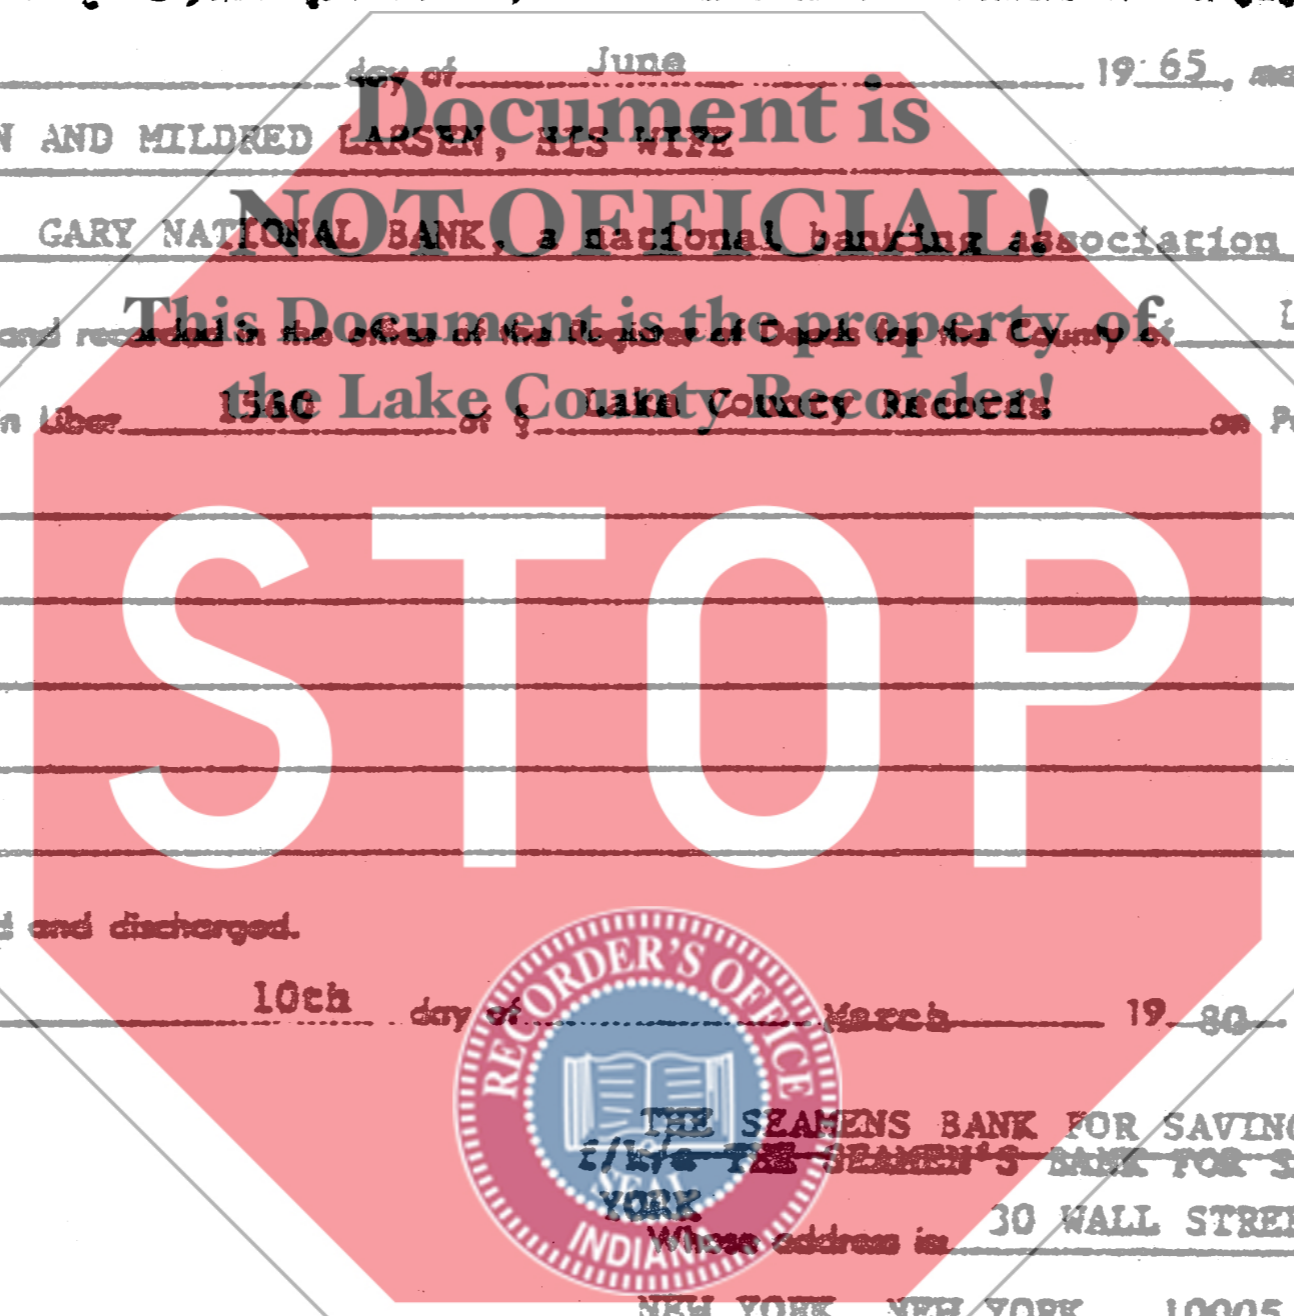 day of June 19 65,
Document is
N AND MILDRED LARSEN, HIS WIFE
NOT OFFICIAL!
GARY NATIONAL BANK, a national banking association
This Document is the property of
and recorded in the office of the Register of Deeds for the County of L
the Lake County Recorder!
n Liber of Lake County Records on
STOP
d and discharged.
10th day of March 19 80
RECORDER'S OFFICE
SEAL
INDIANA
THE SEAMENS BANK FOR SAVING
f/k/a THE SEAMEN'S BANK FOR S
YORK
Whose address is 30 WALL STREE
NEW YORK, NEW YORK 10005